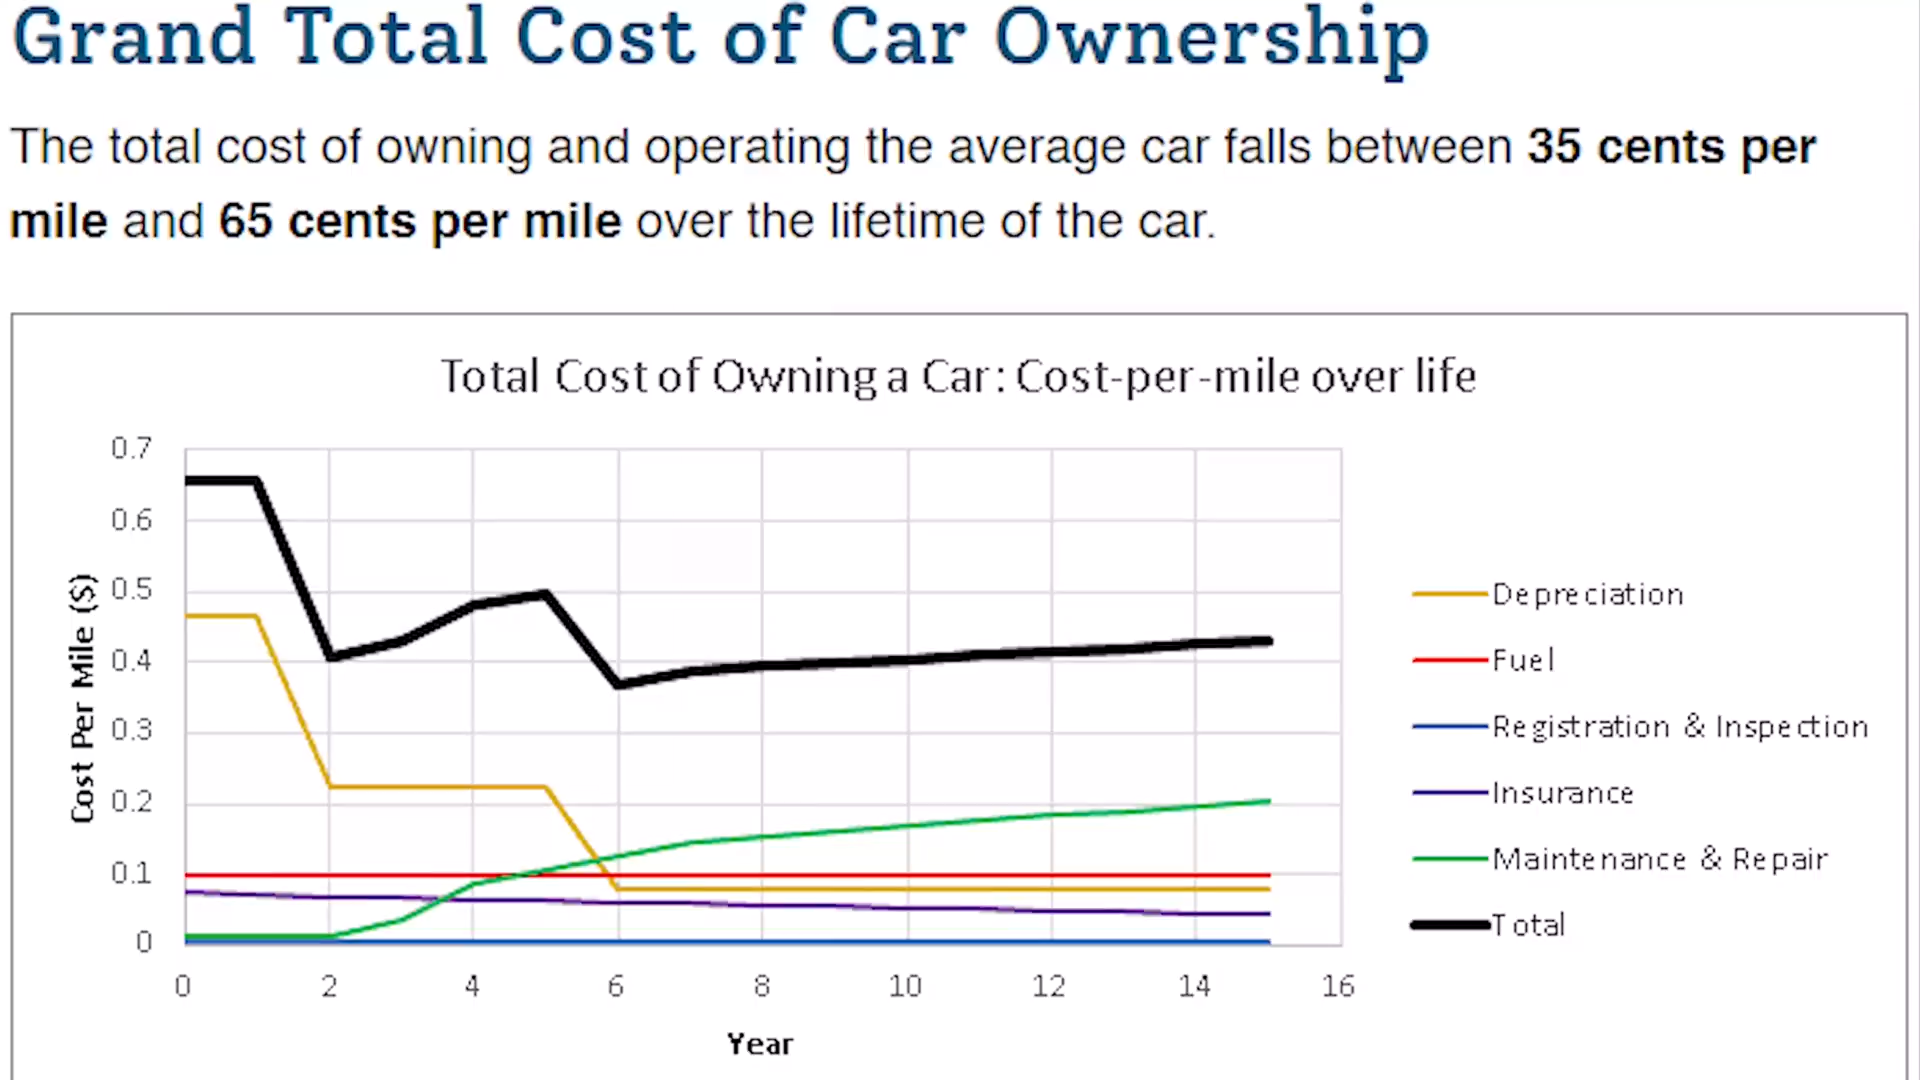 Grand Total Cost of Car Ownership
The total cost of owning and operating the average car falls between 35 cents per
mile and 65 cents per mile over the lifetime of the car.
Total Cost of Owning a Car: Cost-per-mile over life
Cost Per Mile ($)
0.7
0.6
0.5
0.4
0.3
0.2
0.1
0
0 2 4 6 8 10 12 14 16
Year
Depreciation
Fuel
Registration & Inspection
Insurance
Maintenance & Repair
Total